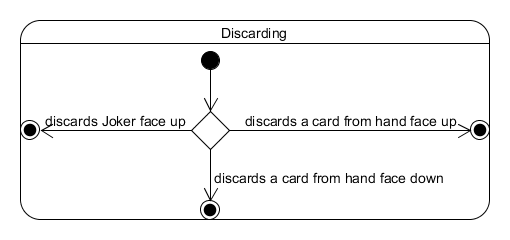 Discarding
discards Joker face up
discards a card from hand face up
discards a card from hand face down